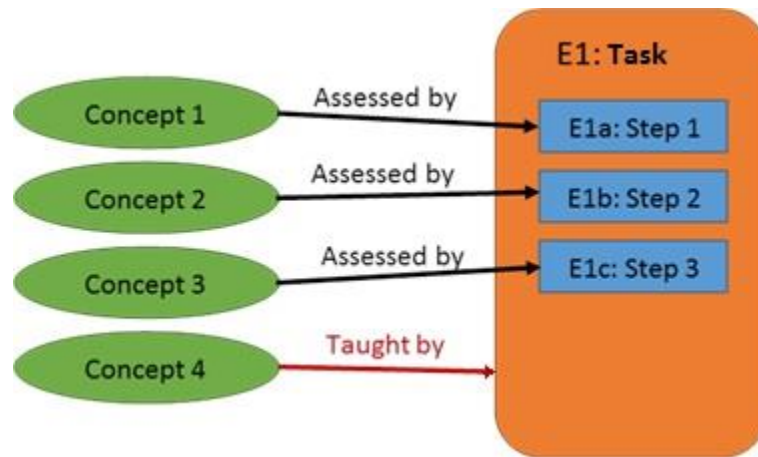 E1: Task
Concept 1
Assessed by
E1a: Step 1
Concept 2
Assessed by
E1b: Step 2
Concept 3
Assessed by
E1c: Step 3
Concept 4
Taught by